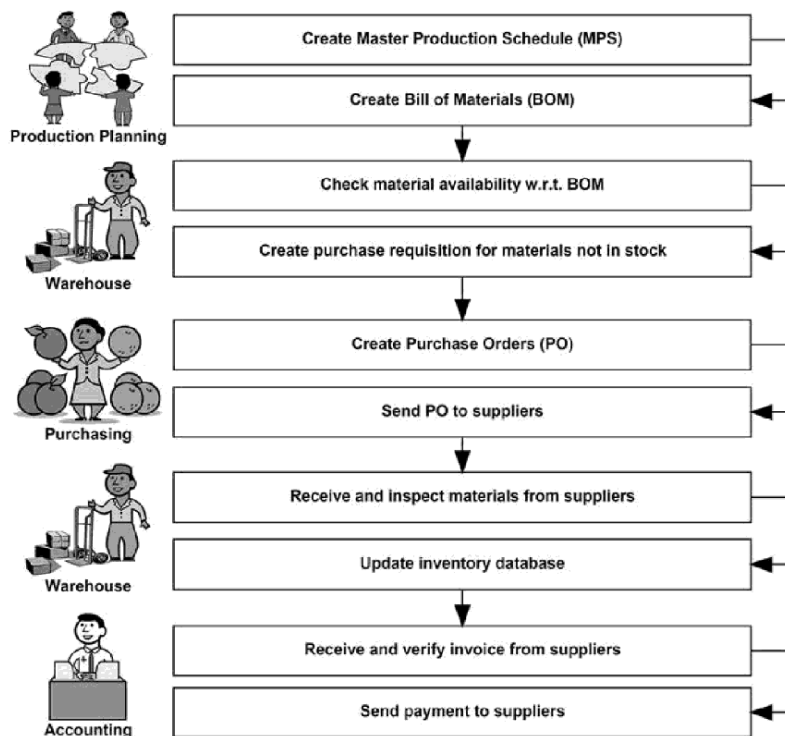 Create Master Production Schedule (MPS)
Create Bill of Materials (BOM)
Production Planning
Check material availability w.r.t. BOM
Create purchase requisition for materials not in stock
Warehouse
Create Purchase Orders (PO)
Send PO to suppliers
Purchasing
Receive and inspect materials from suppliers
Update inventory database
Warehouse
Receive and verify invoice from suppliers
Send payment to suppliers
Accounting